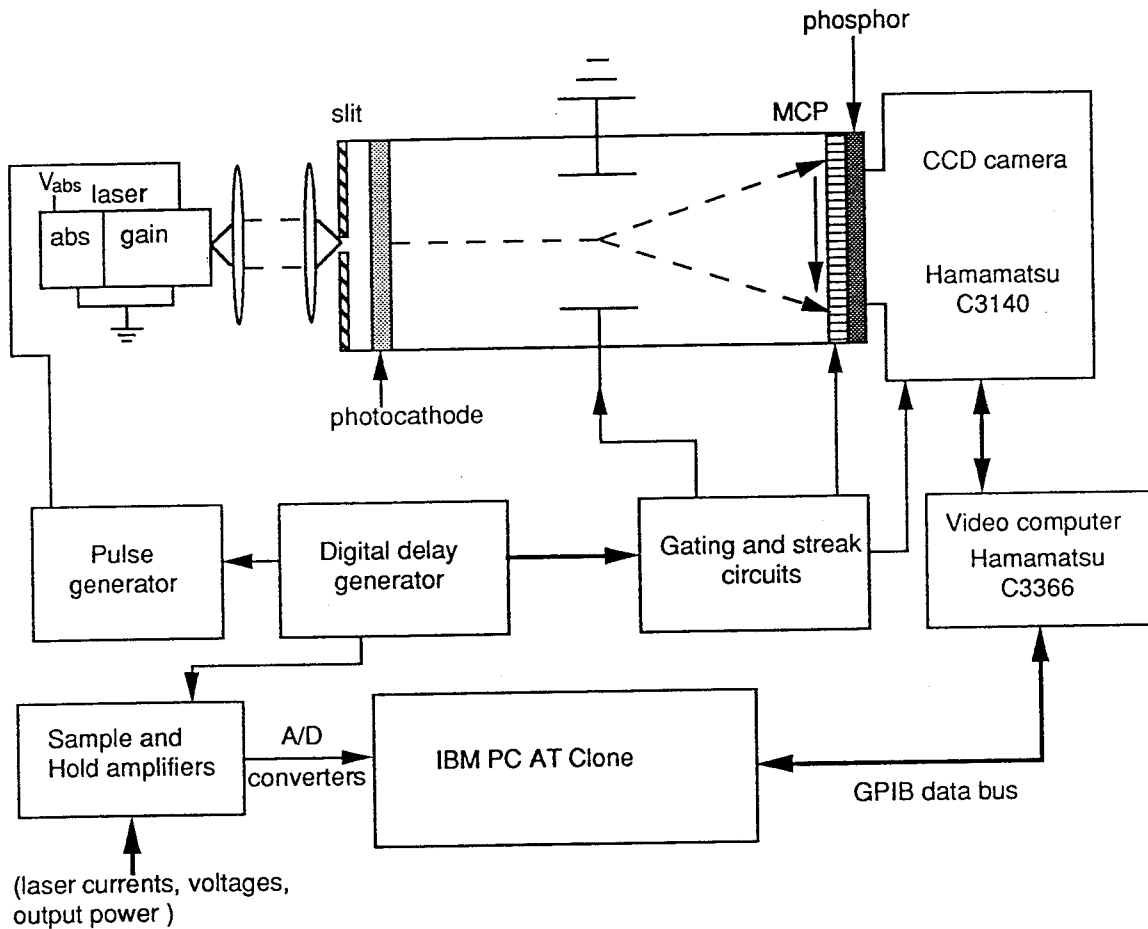 phosphor
slit
MCP
Vabs
laser
abs
gain
CCD camera
Hamamatsu
C3140
photocathode
Pulse
generator
Digital delay
generator
Gating and streak
circuits
Video computer
Hamamatsu
C3366
Sample and
Hold amplifiers
A/D
converters
IBM PC AT Clone
GPIB data bus
(laser currents, voltages,
output power )